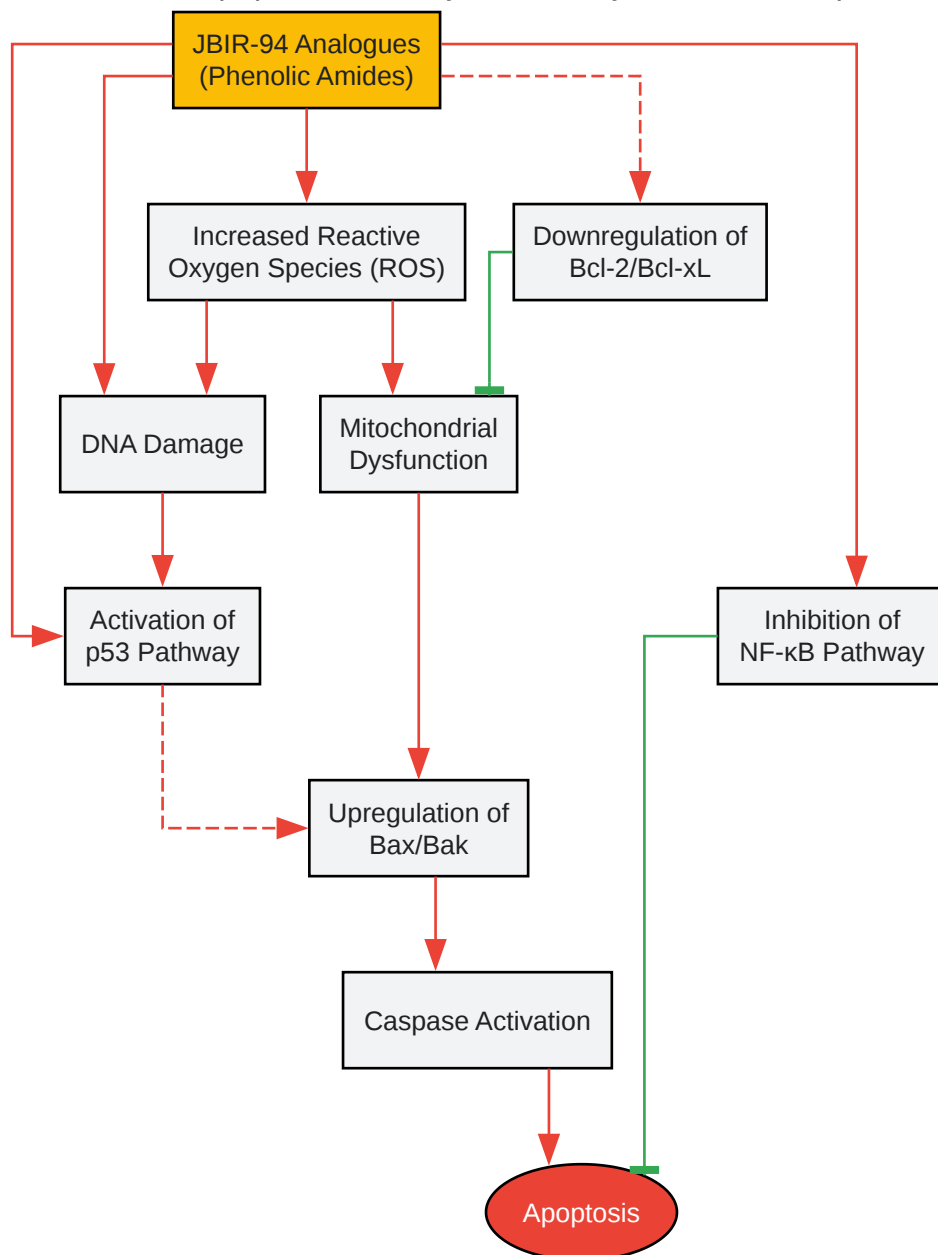 JBIR-94 Analogues
(Phenolic Amides)
Increased Reactive
Oxygen Species (ROS)
Downregulation of
Bcl-2/Bcl-xL
DNA Damage
Mitochondrial
Dysfunction
Activation of
p53 Pathway
Inhibition of
NF-κB Pathway
Upregulation of
Bax/Bak
Caspase Activation
Apoptosis